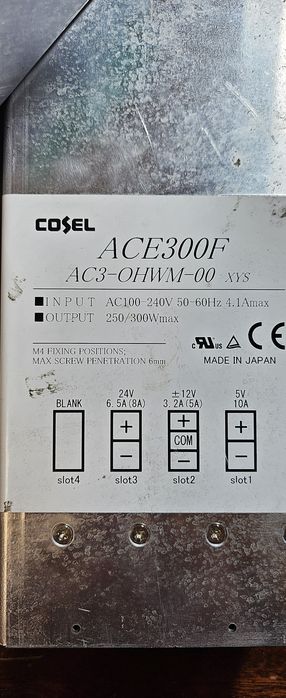 COSEL
ACE300F
AC3-OHWM-00 -XYS
■INPUT AC100-240V 50-60Hz 4.1Amax
■OUTPUT 250/300Wmax
M4 FIXING POSITIONS;
MAX SCREW PENETRATION 6mm
c RU us △ CE
MADE IN JAPAN
BLANK
slot4
24V
6.5A(8A)
+
−
slot3
±12V
3.2A(5A)
+
COM
−
slot2
5V
10A
+
−
slot1